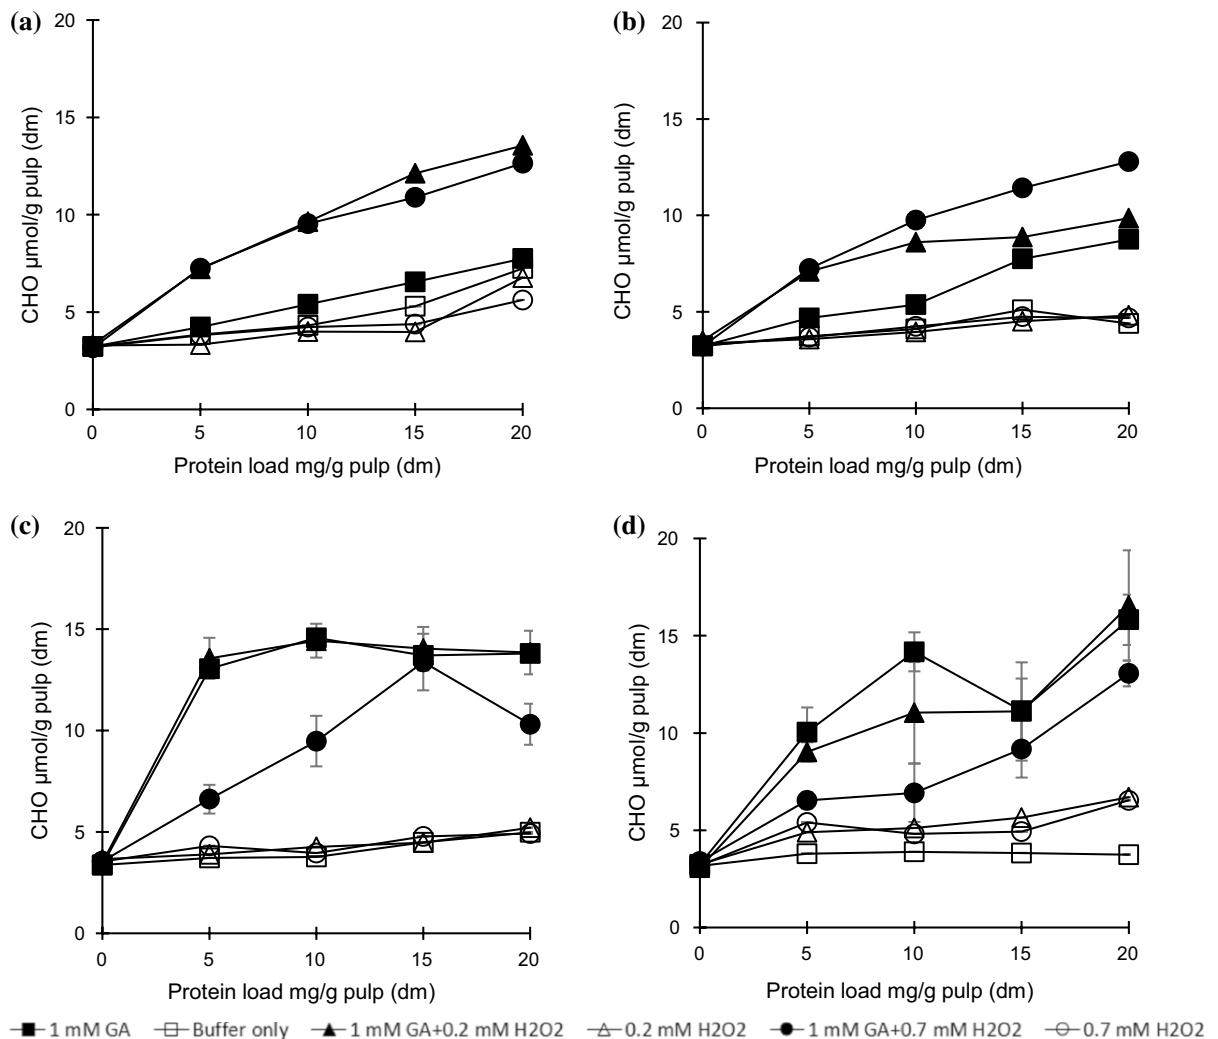 (a)
20
15
10
5
0
CHO µmol/g pulp (dm)
0 5 10 15 20
Protein load mg/g pulp (dm)
(b)
20
15
10
5
0
CHO µmol/g pulp (dm)
0 5 10 15 20
Protein load mg/g pulp (dm)
(c)
20
15
10
5
0
CHO µmol/g pulp (dm)
0 5 10 15 20
Protein load mg/g pulp (dm)
(d)
20
15
10
5
0
CHO µmol/g pulp (dm)
0 5 10 15 20
Protein load mg/g pulp (dm)
1 mM GA Buffer only 1 mM GA+0.2 mM H2O2 0.2 mM H2O2 1 mM GA+0.7 mM H2O2 0.7 mM H2O2